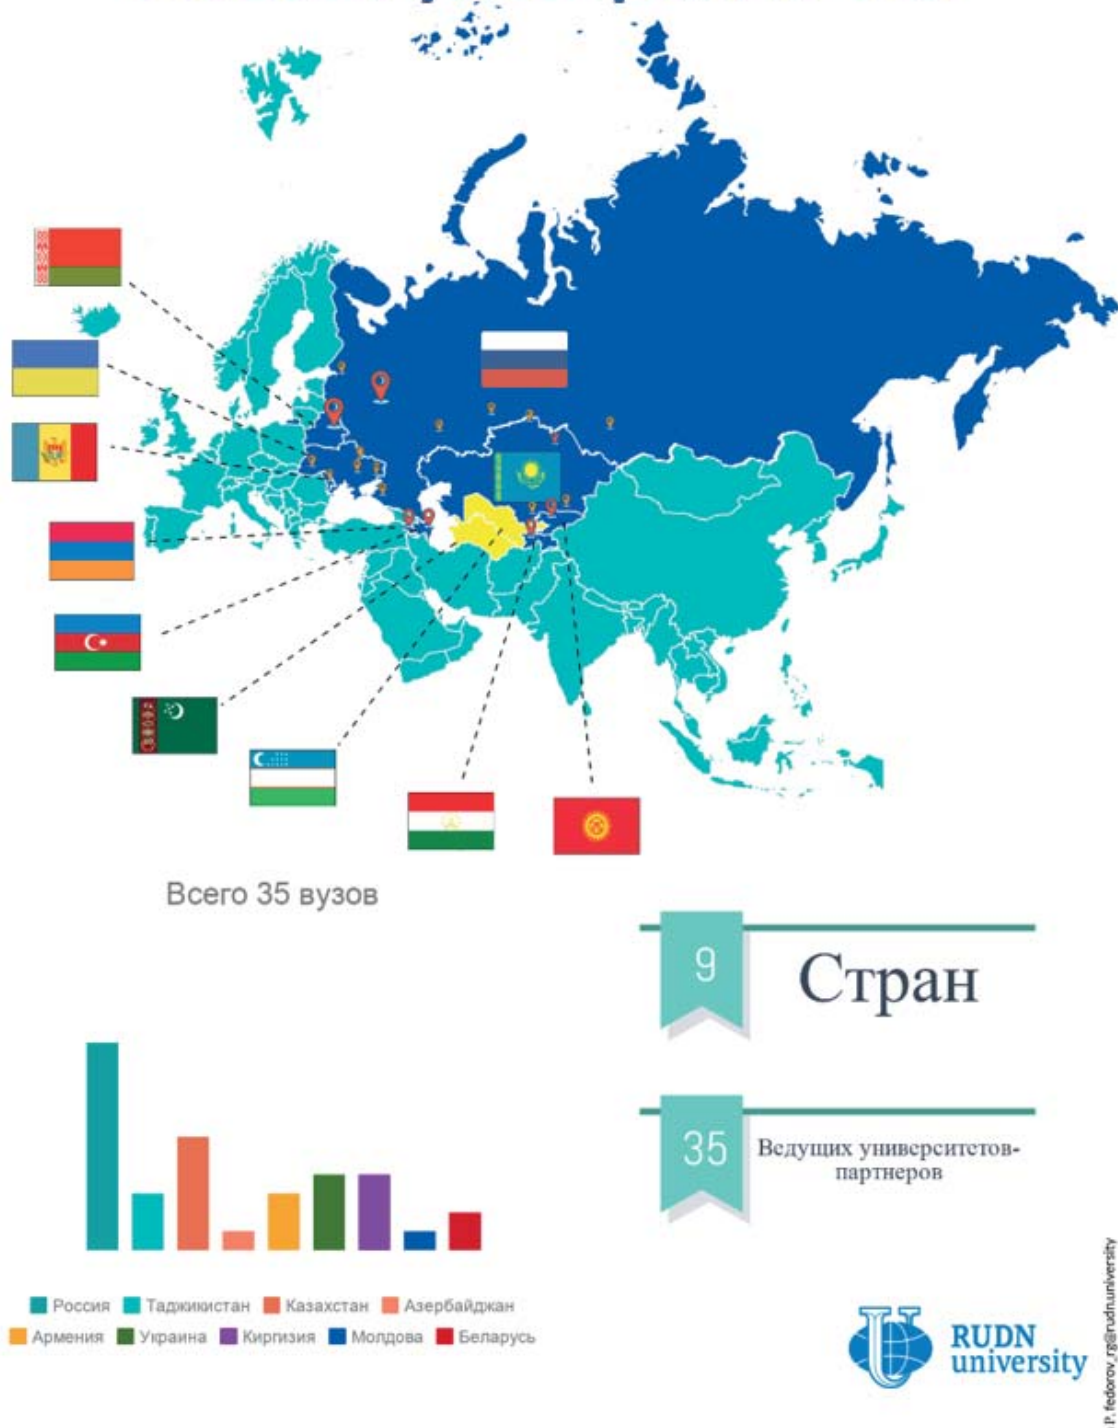 Всего 35 вузов
9
Стран
35
Ведущих университетов-
партнеров
Россия Таджикистан Казахстан Азербайджан
Армения Украина Киргизия Молдова Беларусь
RUDN
university
fedorov_rg@rudn.university